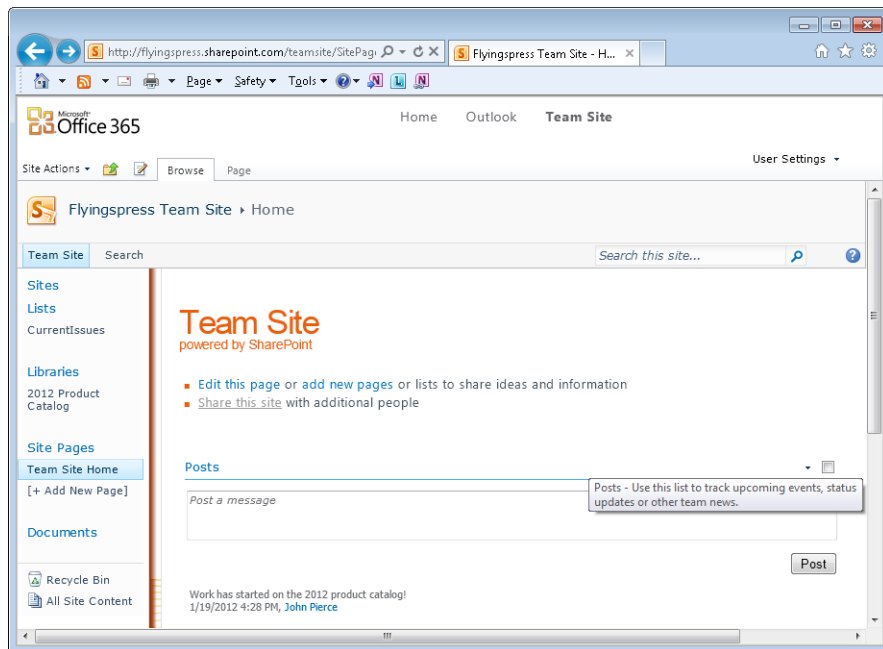 http://flyingspress.sharepoint.com/teamsite/SitePage
Flyingspress Team Site - H...
Page
Safety
Tools
Microsoft
Office 365
Home
Outlook
Team Site
User Settings
Site Actions
Browse
Page
Flyingspress Team Site
Home
Team Site
Search
Search this site...
Sites
Lists
CurrentIssues
Libraries
2012 Product
Catalog
Site Pages
Team Site Home
[+ Add New Page]
Documents
Recycle Bin
All Site Content
Team Site
powered by SharePoint
Edit this page or add new pages or lists to share ideas and information
Share this site with additional people
Posts
Posts - Use this list to track upcoming events, status
updates or other team news.
Post a message
Post
Work has started on the 2012 product catalog!
1/19/2012 4:28 PM, John Pierce